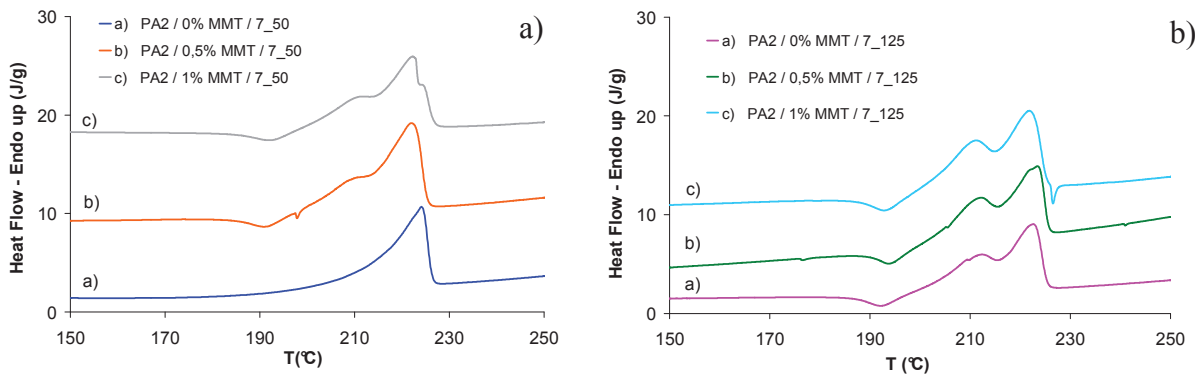 a)
a) PA2 / 0% MMT / 7_50
b) PA2 / 0,5% MMT / 7_50
c) PA2 / 1% MMT / 7_50
Heat Flow - Endo up (J/g)
30
20
10
0
c)
b)
a)
150 170 190 210 230 250
T(°C)
b)
a) PA2 / 0% MMT / 7_125
b) PA2 / 0,5% MMT / 7_125
c) PA2 / 1% MMT / 7_125
Heat Flow - Endo up (J/g)
30
20
10
0
c)
b)
a)
150 170 190 210 230 250
T (°C)